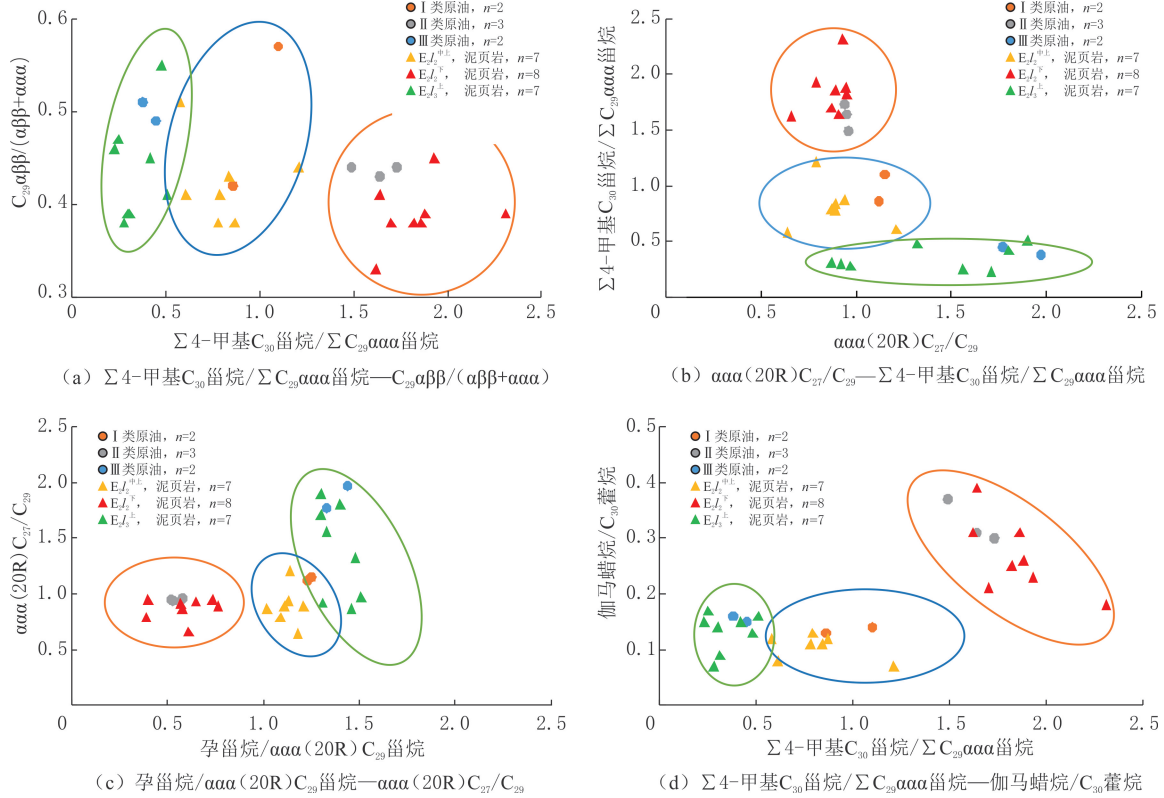 0.6
0.5
0.4
0.3
C₂₉αββ/(αββ+ααα)
Ⅰ类原油，n=2
Ⅱ类原油，n=3
Ⅲ类原油，n=2
E₂l₂中上，泥页岩，n=7
E₂l₂下，泥页岩，n=8
E₂l₃上，泥页岩，n=7
0 0.5 1.0 1.5 2.0 2.5
∑4-甲基C₃₀甾烷/∑C₂₉ααα甾烷
（a）∑4-甲基C₃₀甾烷/∑C₂₉ααα甾烷—C₂₉αββ/(αββ+ααα)
2.5
2.0
1.5
1.0
0.5
∑4-甲基C₃₀甾烷/∑C₂₉ααα甾烷
Ⅰ类原油，n=2
Ⅱ类原油，n=3
Ⅲ类原油，n=2
E₂l₂中上，泥页岩，n=7
E₂l₂下，泥页岩，n=8
E₂l₃上，泥页岩，n=7
0 0.5 1.0 1.5 2.0 2.5
ααα(20R)C₂₇/C₂₉
（b）ααα(20R)C₂₇/C₂₉—∑4-甲基C₃₀甾烷/∑C₂₉ααα甾烷
2.5
2.0
1.5
1.0
0.5
ααα(20R)C₂₇/C₂₉
Ⅰ类原油，n=2
Ⅱ类原油，n=3
Ⅲ类原油，n=2
E₂l₂中上，泥页岩，n=7
E₂l₂下，泥页岩，n=8
E₂l₃上，泥页岩，n=7
0 0.5 1.0 1.5 2.0 2.5
孕甾烷/ααα(20R)C₂₉甾烷
（c）孕甾烷/ααα(20R)C₂₉甾烷—ααα(20R)C₂₇/C₂₉
0.5
0.4
0.3
0.2
0.1
伽马蜡烷/C₃₀藿烷
Ⅰ类原油，n=2
Ⅱ类原油，n=3
Ⅲ类原油，n=2
E₂l₂中上，泥页岩，n=7
E₂l₂下，泥页岩，n=8
E₂l₃上，泥页岩，n=7
0 0.5 1.0 1.5 2.0 2.5
∑4-甲基C₃₀甾烷/∑C₂₉ααα甾烷
（d）∑4-甲基C₃₀甾烷/∑C₂₉ααα甾烷—伽马蜡烷/C₃₀藿烷